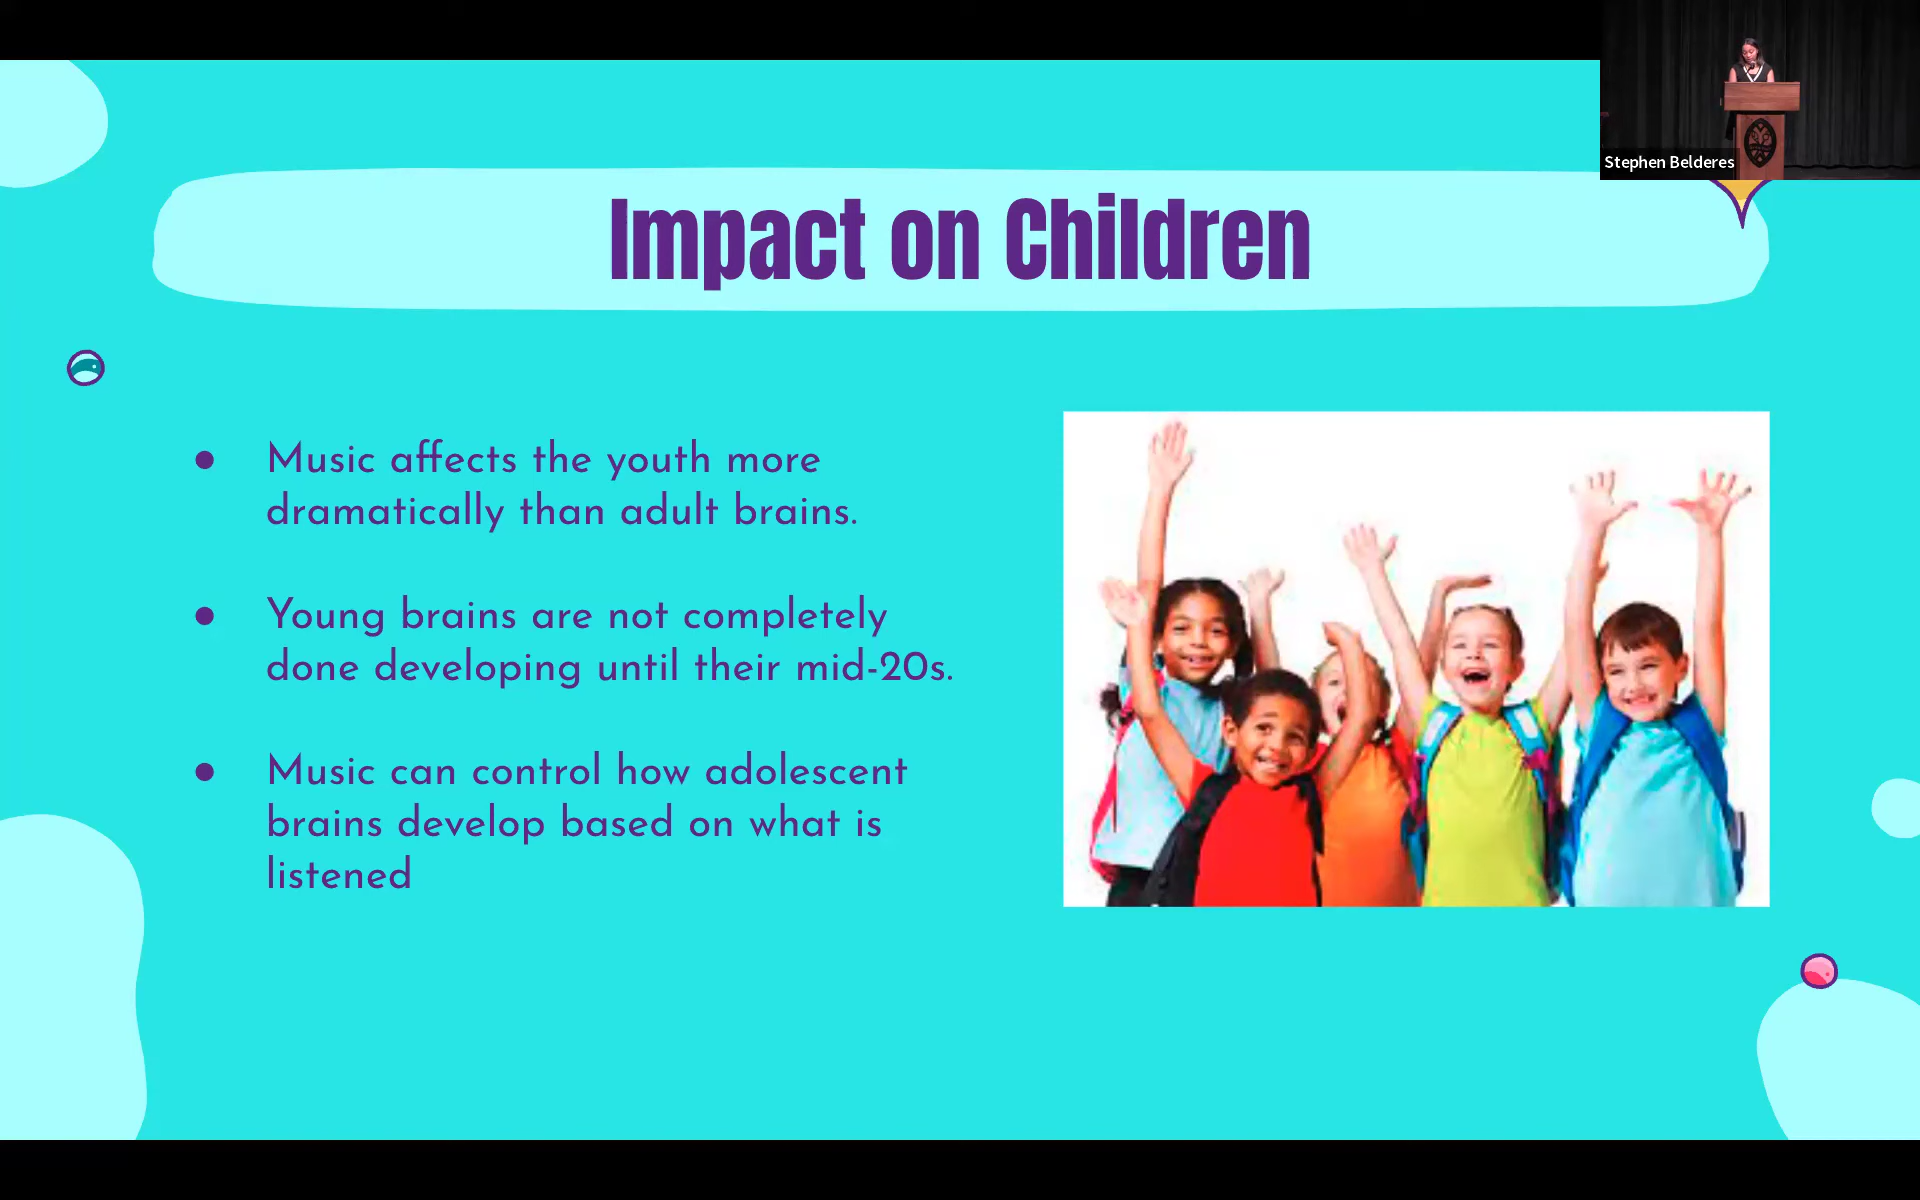 Stephen Belderes
Impact on Children
● Music affects the youth more
dramatically than adult brains.
● Young brains are not completely
done developing until their mid-20s.
● Music can control how adolescent
brains develop based on what is
listened